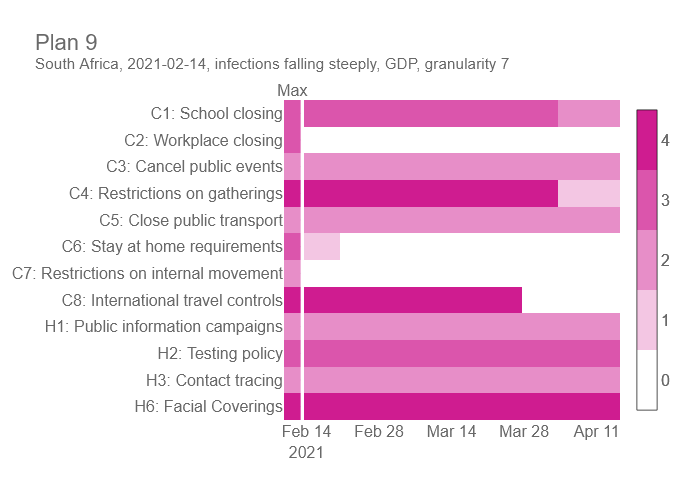 Plan 9
South Africa, 2021-02-14, infections falling steeply, GDP, granularity 7
Max
C1: School closing
C2: Workplace closing
C3: Cancel public events
C4: Restrictions on gatherings
C5: Close public transport
C6: Stay at home requirements
C7: Restrictions on internal movement
C8: International travel controls
H1: Public information campaigns
H2: Testing policy
H3: Contact tracing
H6: Facial Coverings
4
3
2
1
0
Feb 14 Feb 28 Mar 14 Mar 28 Apr 11
2021